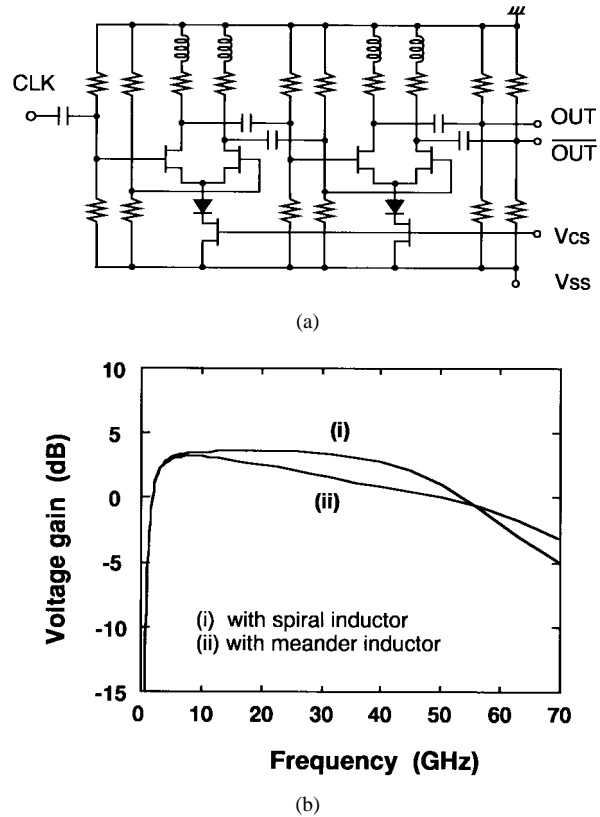 CLK
OUT
OUT
Vcs
Vss
(a)
10
5
0
-5
-10
-15
Voltage gain (dB)
(i)
(ii)
(i) with spiral inductor
(ii) with meander inductor
0 10 20 30 40 50 60 70
Frequency (GHz)
(b)